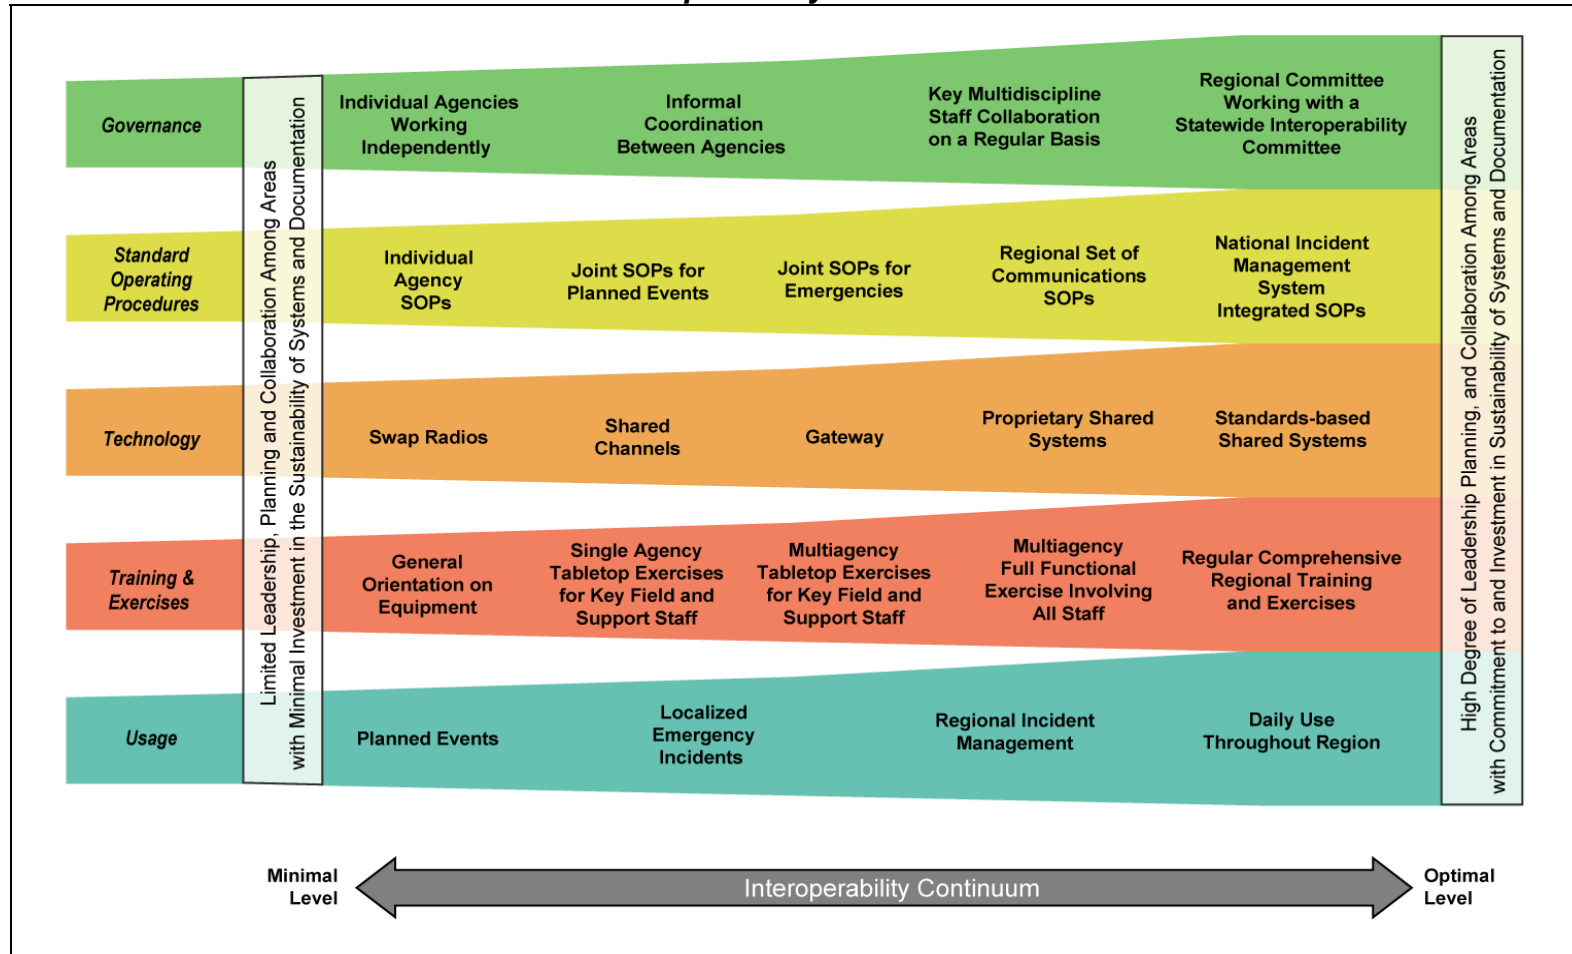 Governance
Individual Agencies
Working
Independently
Informal
Coordination
Between Agencies
Key Multidiscipline
Staff Collaboration
on a Regular Basis
Regional Committee
Working with a
Statewide Interoperability
Committee
Standard
Operating
Procedures
Individual
Agency
SOPs
Joint SOPs for
Planned Events
Joint SOPs for
Emergencies
Regional Set of
Communications
SOPs
National Incident
Management
System
Integrated SOPs
Technology
Swap Radios
Shared
Channels
Gateway
Proprietary Shared
Systems
Standards-based
Shared Systems
Training &
Exercises
General
Orientation on
Equipment
Single Agency
Tabletop Exercises
for Key Field and
Support Staff
Multiagency
Tabletop Exercises
for Key Field and
Support Staff
Multiagency
Full Functional
Exercise Involving
All Staff
Regular Comprehensive
Regional Training
and Exercises
Usage
Planned Events
Localized
Emergency
Incidents
Regional Incident
Management
Daily Use
Throughout Region
Limited Leadership, Planning and Collaboration Among Areas
with Minimal Investment in the Sustainability of Systems and Documentation
High Degree of Leadership Planning, and Collaboration Among Areas
with Commitment to and Investment in Sustainability of Systems and Documentation
Minimal
Level
Interoperability Continuum
Optimal
Level